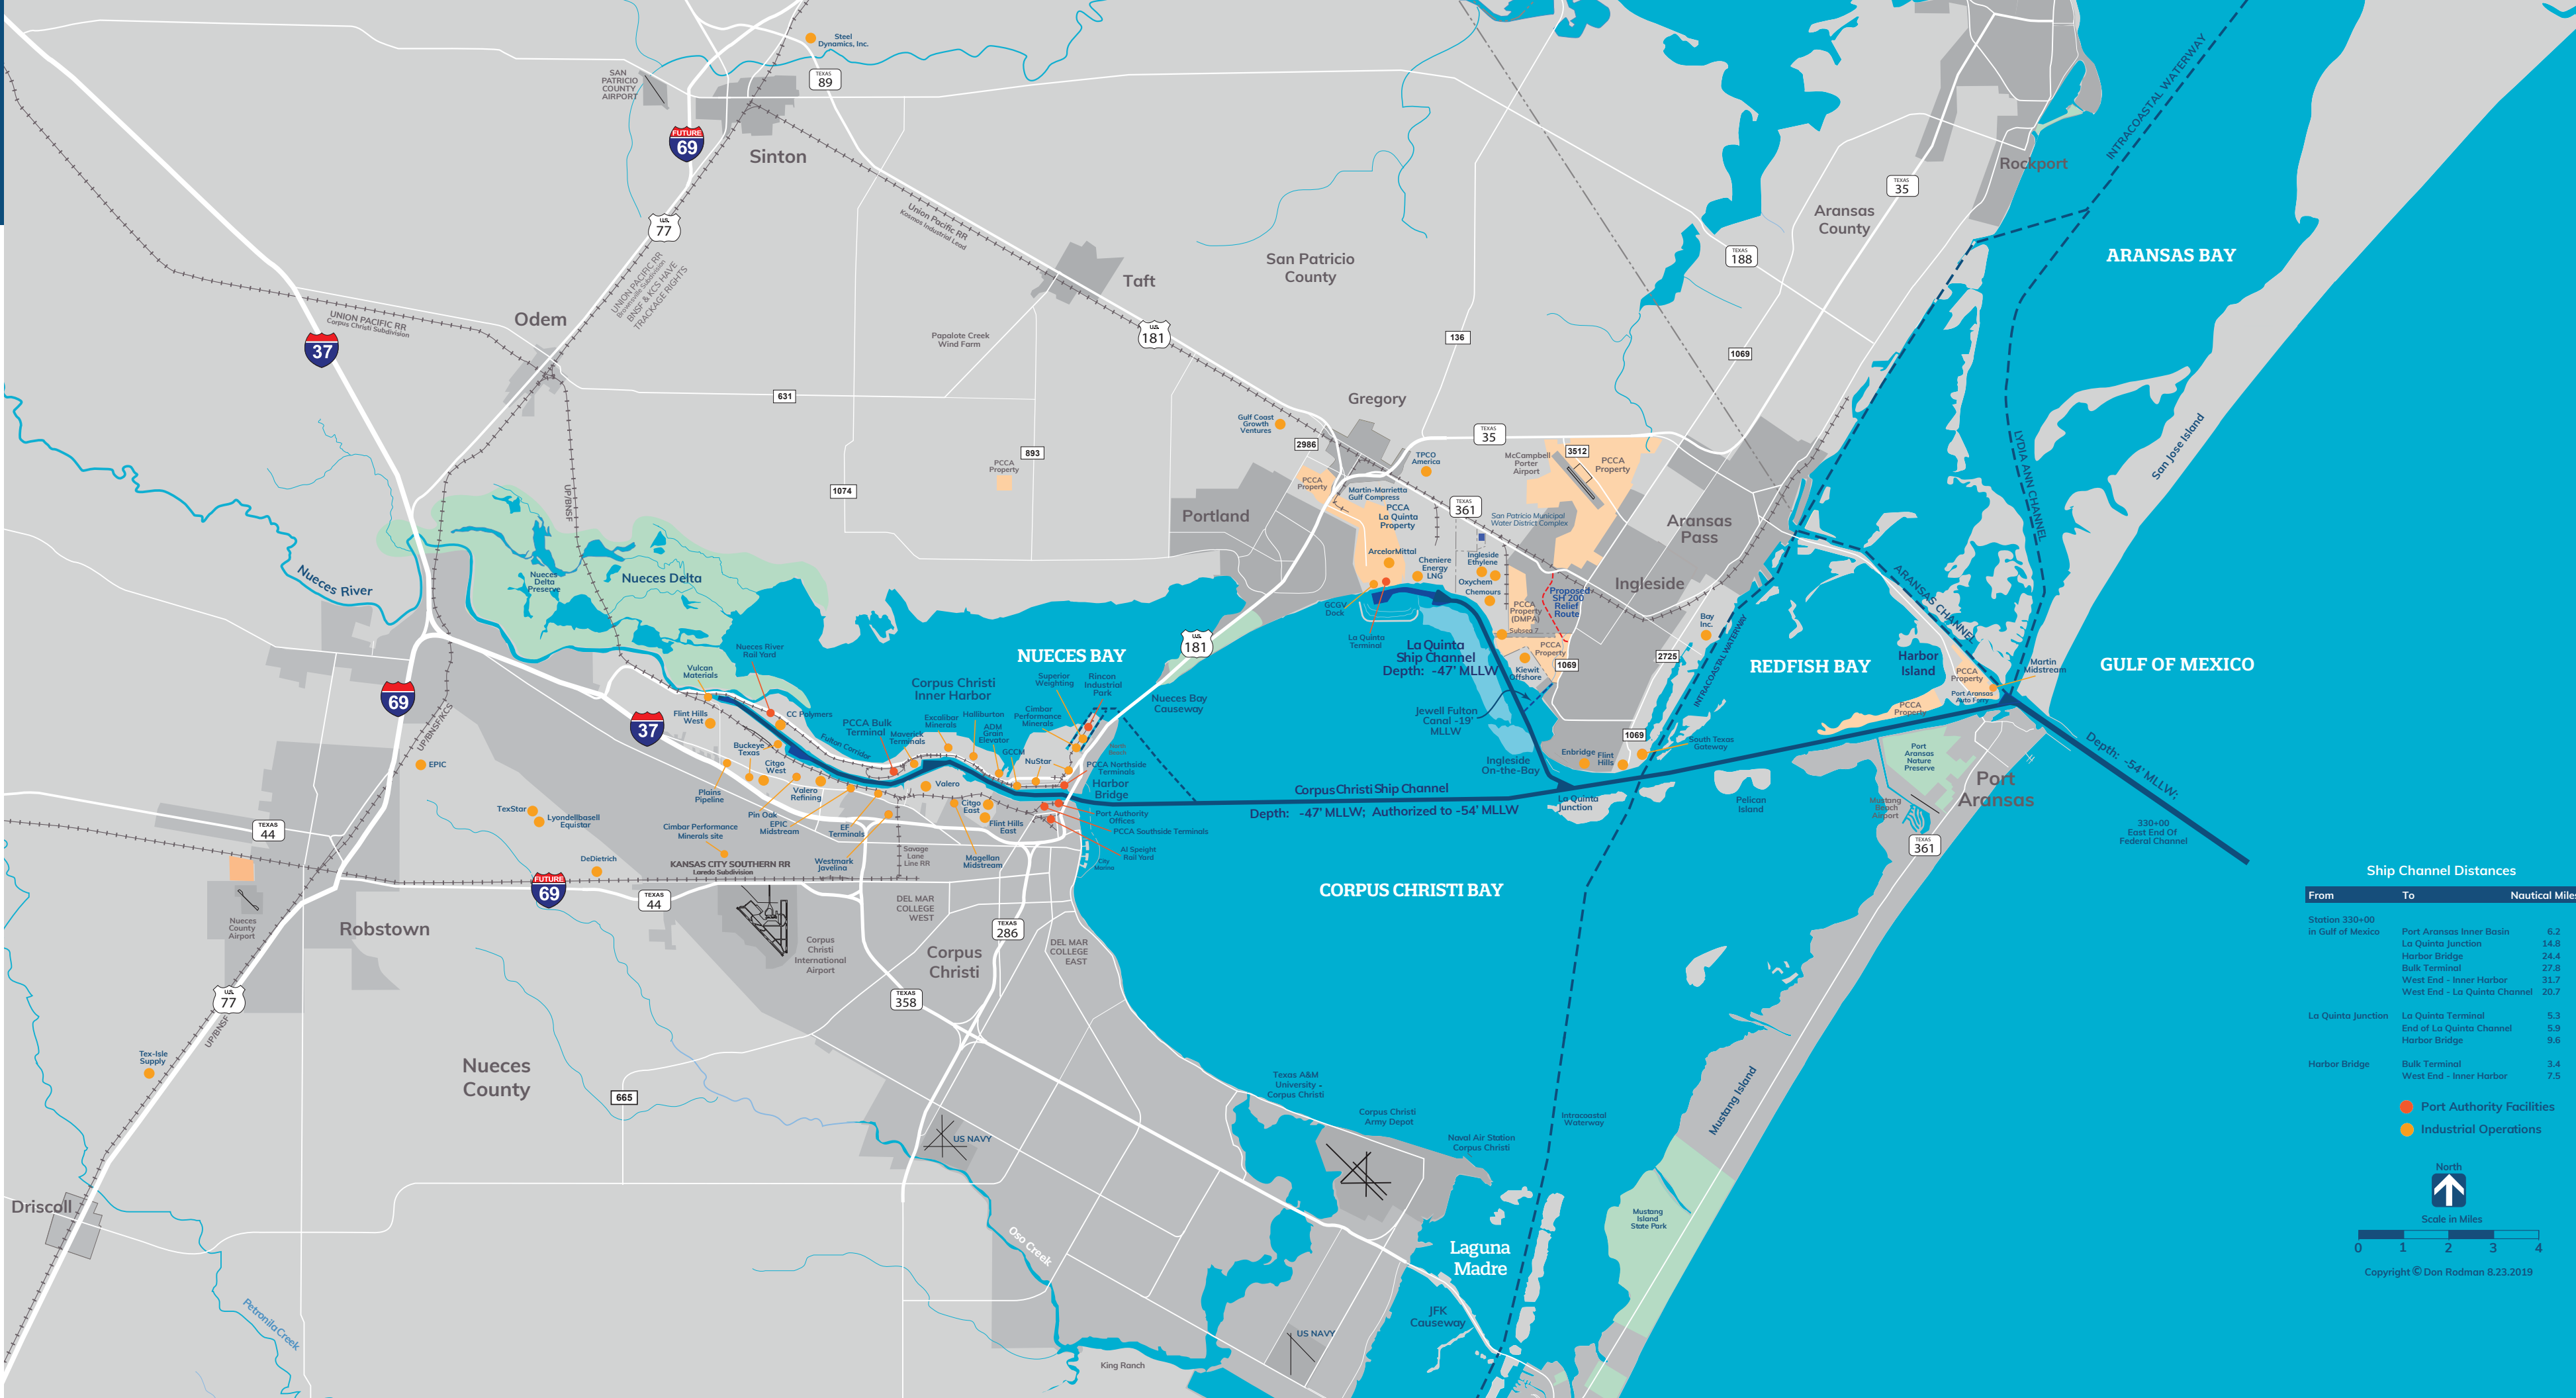 Steel
Dynamics, Inc.
SAN
PATRICIO
COUNTY
AIRPORT
TEXAS
89
FUTURE
69
Sinton
U.S.
77
UNION PACIFIC RR
Brownsville Subdivision
BNSF & KCS HAVE
TRACKAGE RIGHTS
Union Pacific RR
Kosmos Industrial Lead
UNION PACIFIC RR
Corpus Christi Subdivision
37
Odem
Taft
San Patricio
County
U.S.
181
Papalote Creek
Wind Farm
631
893
1074
PCCA
Property
UP/BNSF
136
TEXAS
188
1069
TEXAS
35
Aransas
County
Rockport
INTRACOASTAL WATERWAY
ARANSAS BAY
LYDIA ANN CHANNEL
San Jose Island
Gregory
Gulf Coast
Growth
Ventures
2986
TEXAS
35
TPCO
America
McCampbell
Porter
Airport
3512
PCCA
Property
PCCA
Property
Martin-Marrietta
Gulf Compress
PCCA
La Quinta
Property
TEXAS
361
San Patricio Municipal
Water District Complex
Portland
Aransas
Pass
ArcelorMittal
Cheniere
Energy
LNG
Ingleside
Ethylene
Oxychem
Chemours
Ingleside
Proposed
SH 200
Relief
Route
PCCA
Property
(DMPA)
Subsea 7
PCCA
Property
Kiewit
Offshore
1069
2725
Bay
Inc.
INTRACOASTAL WATERWAY
GCGV
Dock
La Quinta
Terminal
La Quinta
Ship Channel
Depth: -47' MLLW
Jewell Fulton
Canal -19'
MLLW
Ingleside
On-the-Bay
Enbridge
Flint
Hills
1069
South Texas
Gateway
La Quinta
Junction
ARANSAS CHANNEL
REDFISH BAY
Harbor
Island
PCCA
Property
Martin
Midstream
Port Aransas
Auto Ferry
PCCA
Property
GULF OF MEXICO
Depth: -54' MLLW;
330+00
East End Of
Federal Channel
Port
Aransas
Nature
Preserve
Port
Aransas
Mustang
Beach
Airport
TEXAS
361
Pelican
Island
Nueces River
Nueces
Delta
Preserve
Nueces Delta
NUECES BAY
U.S.
181
Nueces Bay
Causeway
69
37
UP/BNSF/KCS
Nueces River
Rail Yard
Vulcan
Materials
Flint Hills
West
CC Polymers
Buckeye
Texas
Citgo
West
Fulton Corridor
PCCA Bulk
Terminal
Maverick
Terminals
Corpus Christi
Inner Harbor
Excalibar
Minerals
Halliburton
ADM
Grain
Elevator
GCCM
Cimbar
Performance
Minerals
Superior
Weighting
Rincon
Industrial
Park
North
Beach
NuStar
PCCA Northside
Terminals
Harbor
Bridge
Plains
Pipeline
Pin Oak
Valero
Refining
EPIC
Midstream
EF
Terminals
Westmark
Javelina
Valero
Citgo
East
Flint Hills
East
Magellan
Midstream
Port Authority
Offices
PCCA Southside Terminals
Al Speight
Rail Yard
City
Marina
Savage
Lane
Line RR
Corpus Christi Ship Channel
Depth: -47' MLLW; Authorized to -54' MLLW
EPIC
TexStar
Lyondellbasell
Equistar
Cimbar Performance
Minerals site
KANSAS CITY SOUTHERN RR
Laredo Subdivision
DeDietrich
FUTURE
69
TEXAS
44
TEXAS
44
Nueces
County
Airport
Robstown
Corpus
Christi
International
Airport
DEL MAR
COLLEGE
WEST
TEXAS
286
DEL MAR
COLLEGE
EAST
Corpus
Christi
TEXAS
358
CORPUS CHRISTI BAY
U.S.
77
UP/BNSF
Tex-Isle
Supply
Nueces
County
665
US NAVY
Texas A&M
University -
Corpus Christi
Corpus Christi
Army Depot
Naval Air Station
Corpus Christi
Intracoastal
Waterway
Mustang Island
Mustang
Island
State Park
Driscoll
Petronila Creek
Oso Creek
Laguna
Madre
JFK
Causeway
US NAVY
King Ranch
Ship Channel Distances
From To Nautical Miles
Station 330+00
in Gulf of Mexico Port Aransas Inner Basin 6.2
La Quinta Junction 14.8
Harbor Bridge 24.4
Bulk Terminal 27.8
West End - Inner Harbor 31.7
West End - La Quinta Channel 20.7
La Quinta Junction La Quinta Terminal 5.3
End of La Quinta Channel 5.9
Harbor Bridge 9.6
Harbor Bridge Bulk Terminal 3.4
West End - Inner Harbor 7.5
Port Authority Facilities
Industrial Operations
North
Scale in Miles
0 1 2 3 4
Copyright © Don Rodman 8.23.2019